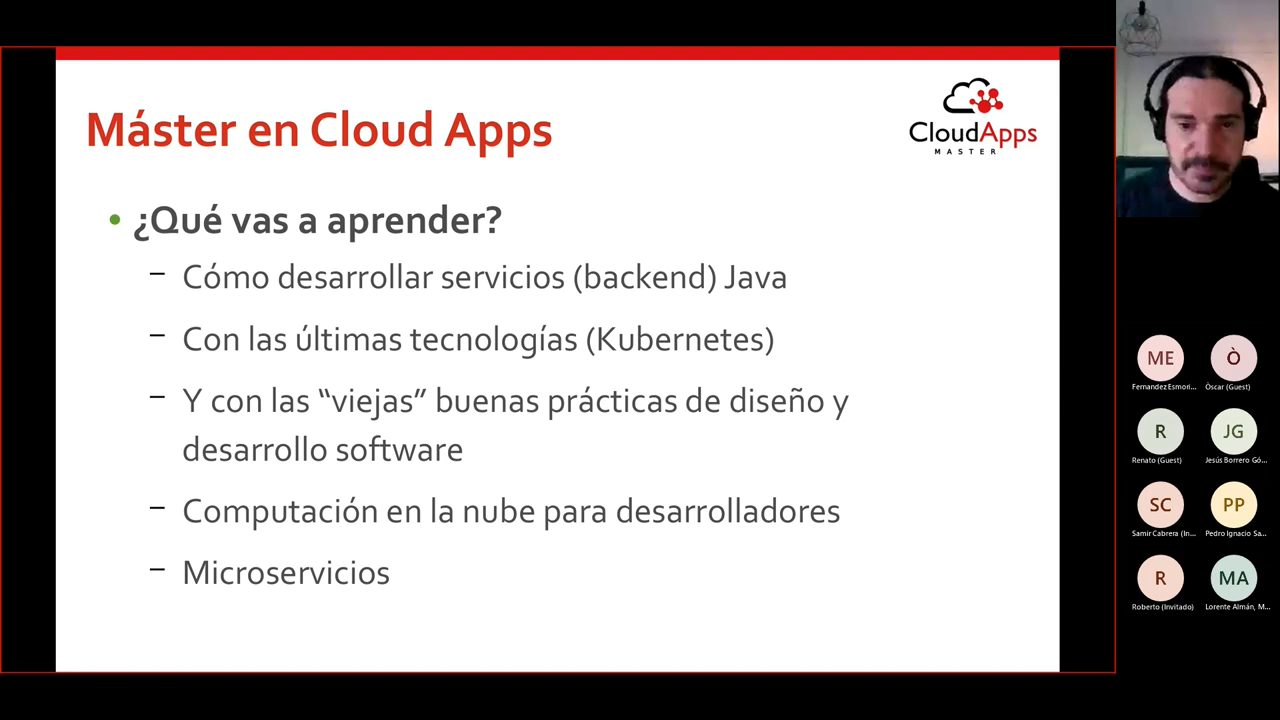 Máster en Cloud Apps
CloudApps
MASTER
• ¿Qué vas a aprender?
– Cómo desarrollar servicios (backend) Java
– Con las últimas tecnologías (Kubernetes)
– Y con las “viejas” buenas prácticas de diseño y
desarrollo software
– Computación en la nube para desarrolladores
– Microservicios
ME
Ò
Fernandez Esmori...
Òscar (Guest)
R
JG
Renato (Guest)
Jesús Borrero Gó...
SC
PP
Samir Cabrera (In...
Pedro Ignacio Sa...
R
MA
Roberto (Invitado)
Lorente Almán, M...